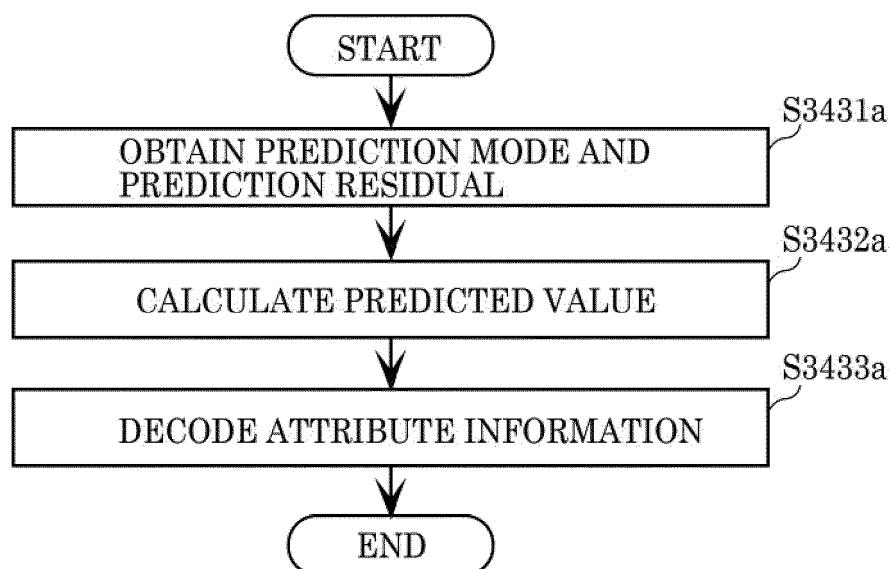 START
S3431a
OBTAIN PREDICTION MODE AND
PREDICTION RESIDUAL
S3432a
CALCULATE PREDICTED VALUE
S3433a
DECODE ATTRIBUTE INFORMATION
END